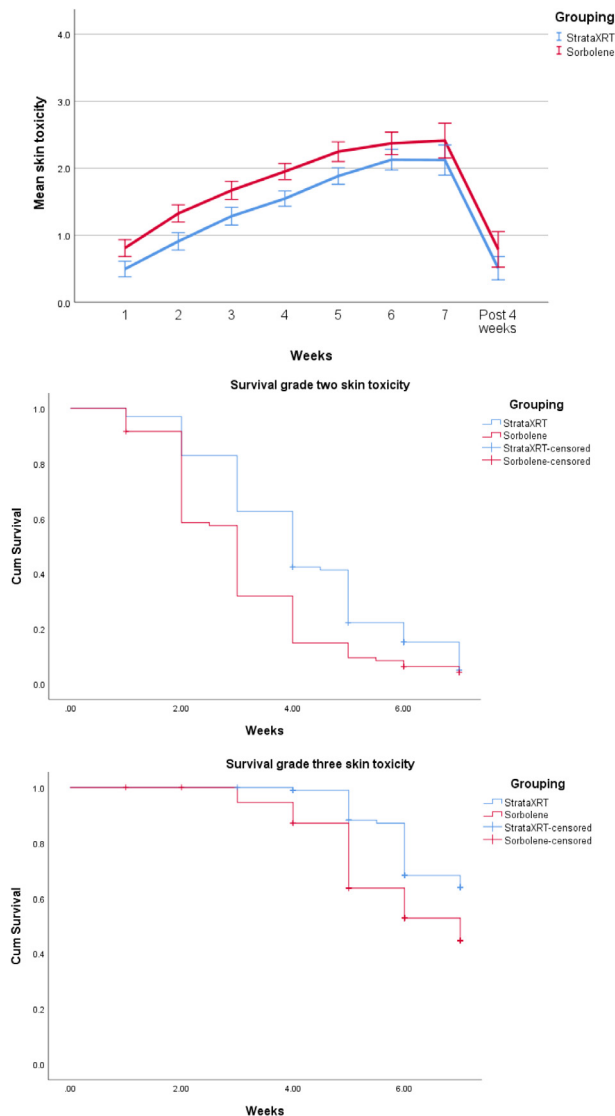 Grouping
StrataXRT
Sorbolene
Mean skin toxicity
4.0
3.0
2.0
1.0
0.0
1 2 3 4 5 6 7 Post 4
weeks
Weeks
Survival grade two skin toxicity
Grouping
StrataXRT
Sorbolene
StrataXRT-censored
Sorbolene-censored
Cum Survival
1.0
0.8
0.6
0.4
0.2
0.0
.00 2.00 4.00 6.00
Weeks
Survival grade three skin toxicity
Grouping
StrataXRT
Sorbolene
StrataXRT-censored
Sorbolene-censored
Cum Survival
1.0
0.8
0.6
0.4
0.2
0.0
.00 2.00 4.00 6.00
Weeks